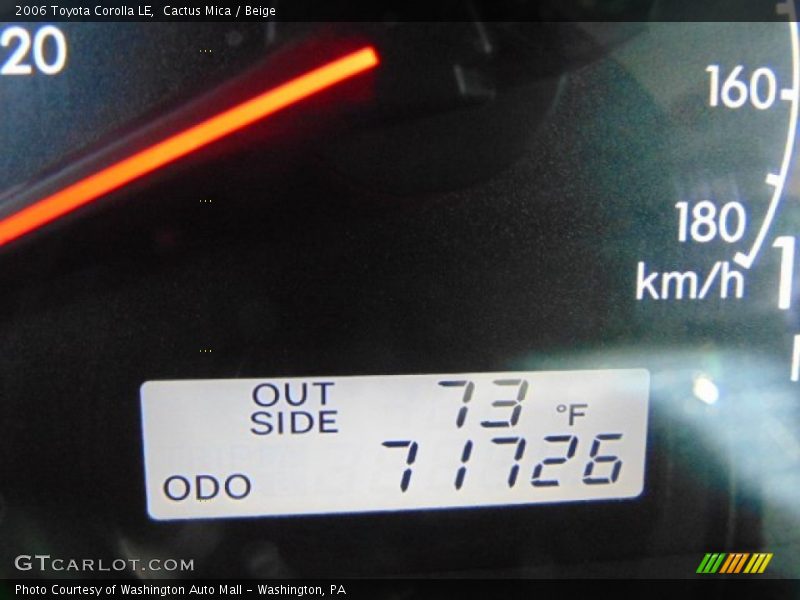 2006 Toyota Corolla LE,  Cactus Mica / Beige
20
160
180
km/h
1
OUT SIDE 73 °F
ODO 71726
GTCARLOT.COM
Photo Courtesy of Washington Auto Mall - Washington, PA